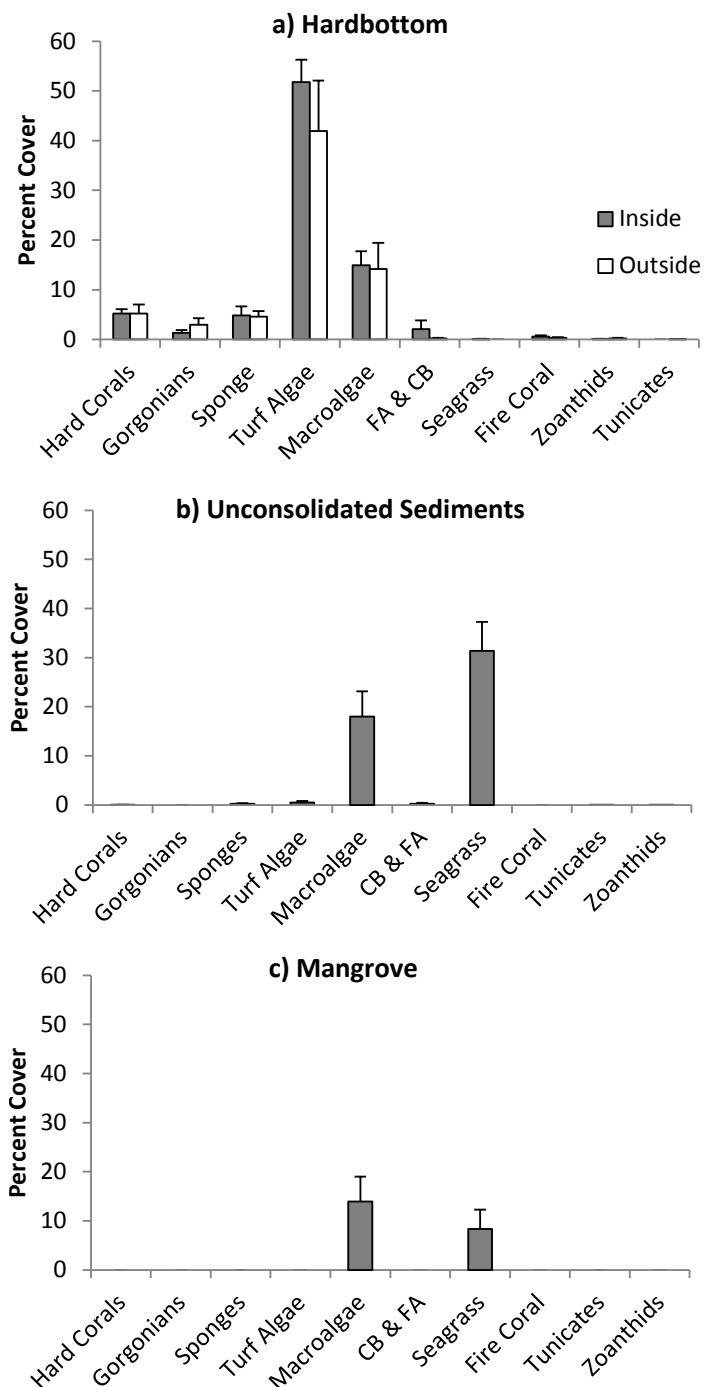 a) Hardbottom
60
50
40
30
20
10
0
Percent Cover
Inside
Outside
Hard Corals
Gorgonians
Sponge
Turf Algae
Macroalgae
FA & CB
Seagrass
Fire Coral
Zoanthids
Tunicates
b) Unconsolidated Sediments
60
50
40
30
20
10
0
Percent Cover
Hard Corals
Gorgonians
Sponges
Turf Algae
Macroalgae
CB & FA
Seagrass
Fire Coral
Tunicates
Zoanthids
c) Mangrove
60
50
40
30
20
10
0
Percent Cover
Hard Corals
Gorgonians
Sponges
Turf Algae
Macroalgae
CB & FA
Seagrass
Fire Coral
Tunicates
Zoanthids